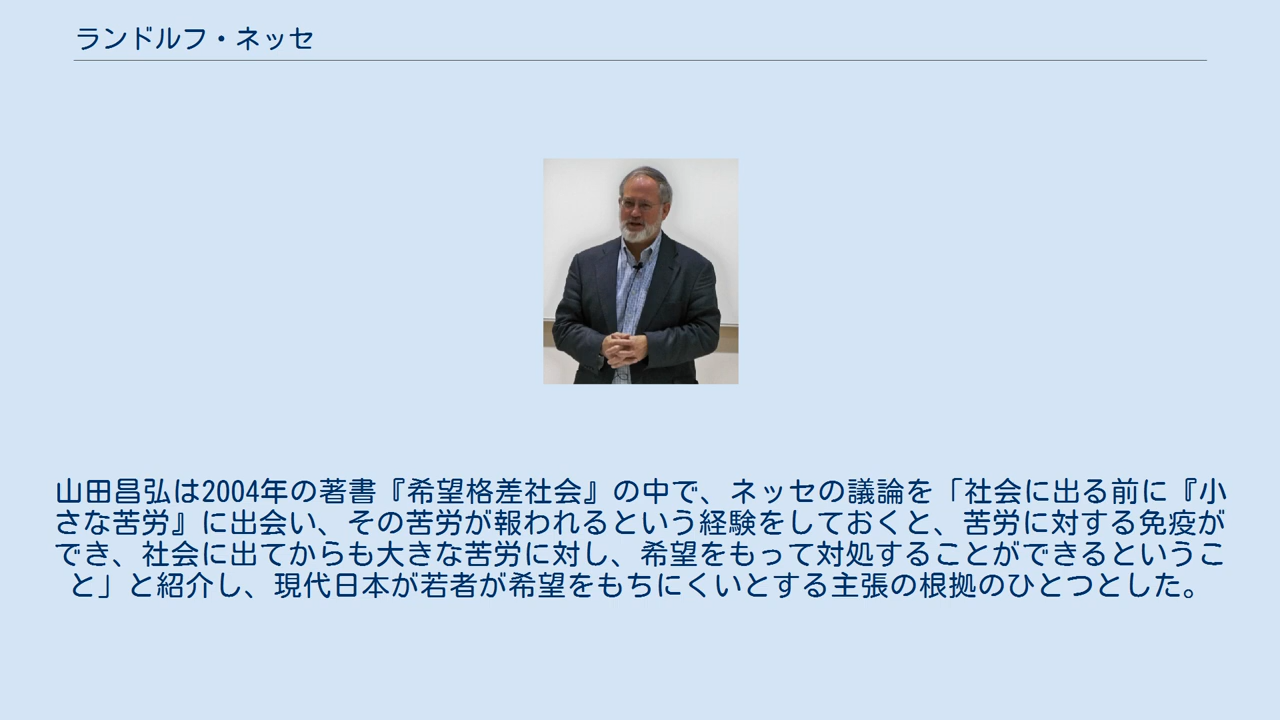 ランドルフ・ネッセ
山田昌弘は2004年の著書『希望格差社会』の中で、ネッセの議論を「社会に出る前に『小
さな苦労』に出会い、その苦労が報われるという経験をしておくと、苦労に対する免疫が
でき、社会に出てからも大きな苦労に対し、希望をもって対処することができるというこ
と」と紹介し、現代日本が若者が希望をもちにくいとする主張の根拠のひとつとした。